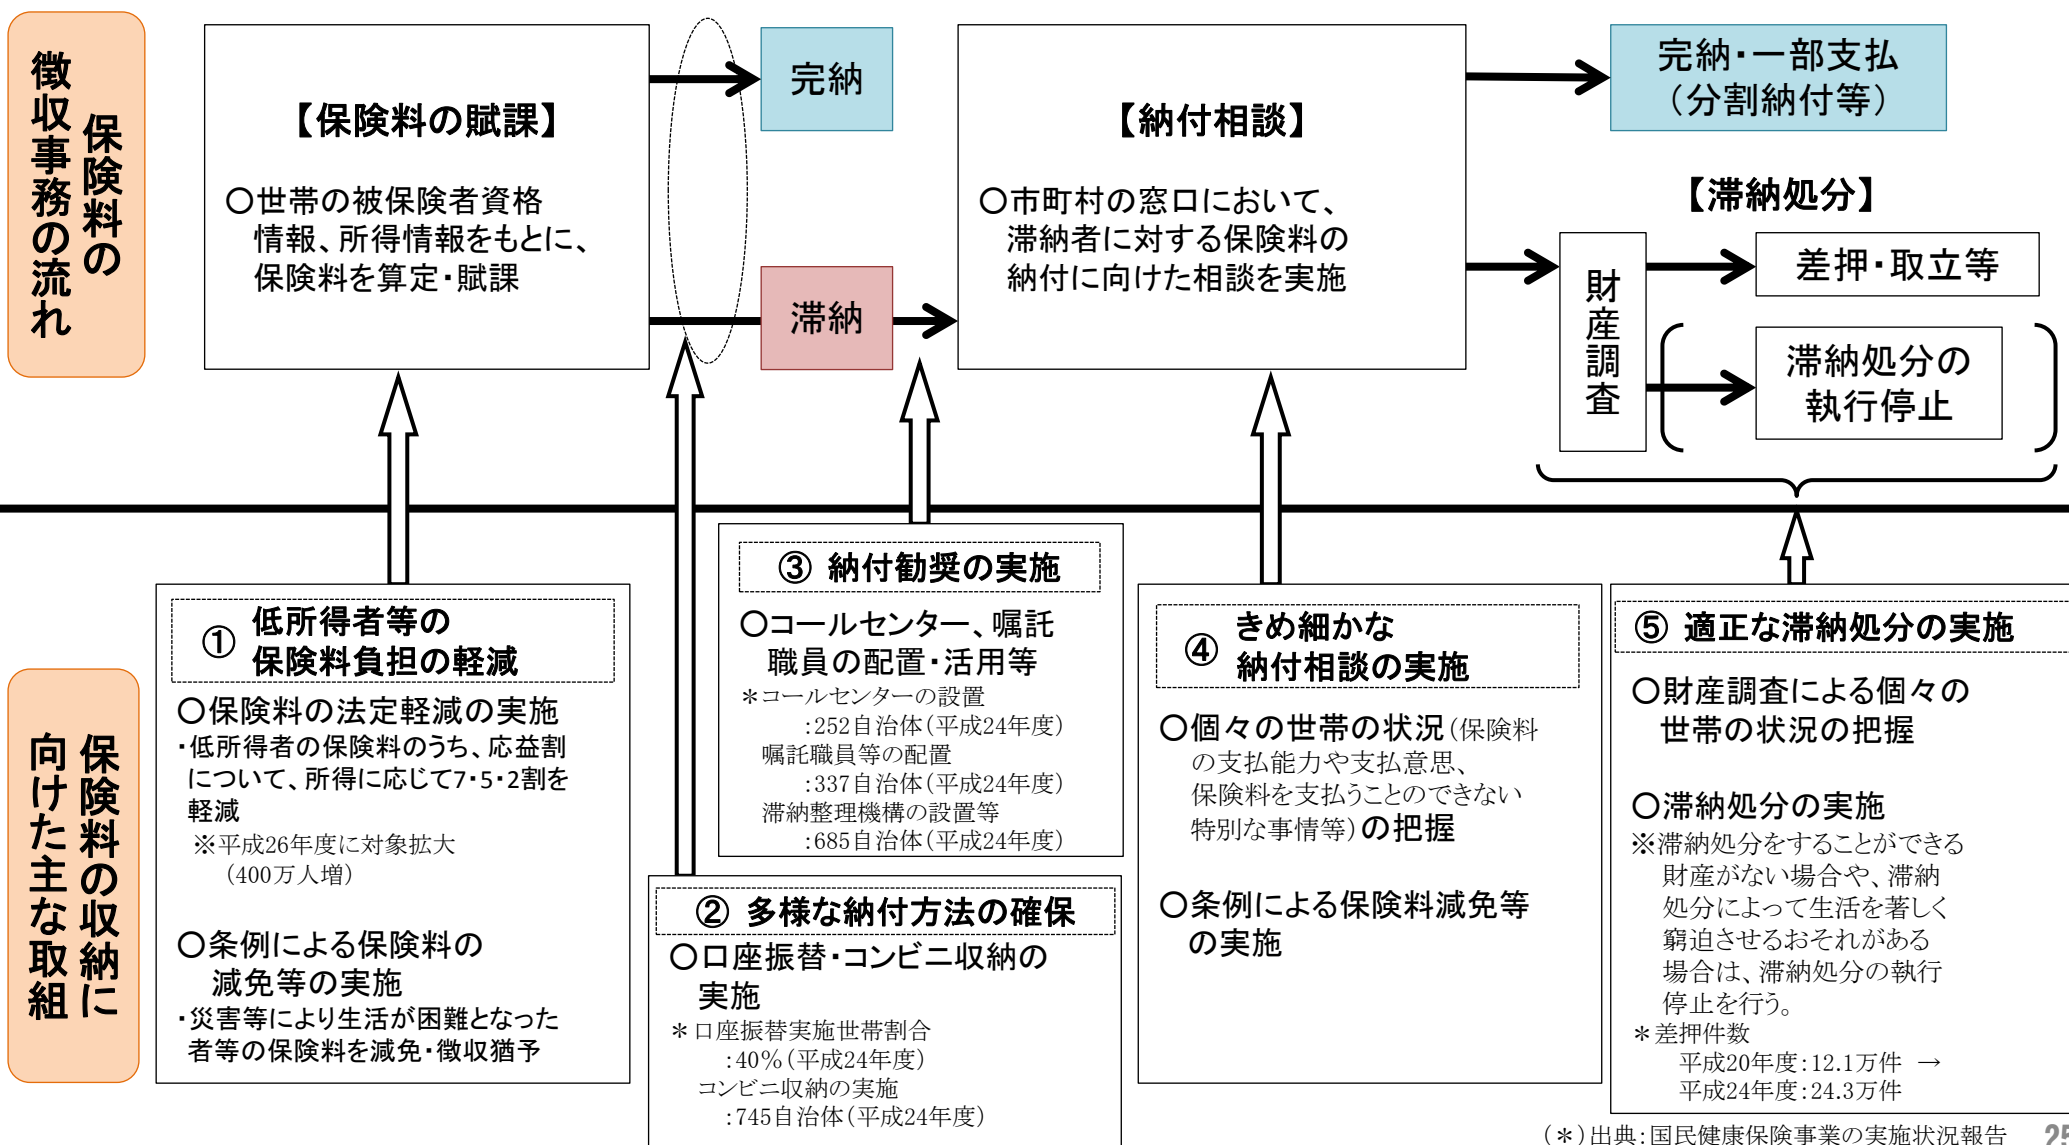 保険料の
徴収事務の流れ
【保険料の賦課】
○世帯の被保険者資格
情報、所得情報をもとに、
保険料を算定・賦課
完納
滞納
【納付相談】
○市町村の窓口において、
滞納者に対する保険料の
納付に向けた相談を実施
完納・一部支払
（分割納付等）
【滞納処分】
財産調査
差押・取立等
滞納処分の
執行停止
保険料の収納に
向けた主な取組
① 低所得者等の
保険料負担の軽減
○保険料の法定軽減の実施
・低所得者の保険料のうち、応益割
について、所得に応じて7・5・2割を
軽減
※平成26年度に対象拡大
（400万人増）
○条例による保険料の
減免等の実施
・災害等により生活が困難となった
者等の保険料を減免・徴収猶予
③ 納付勧奨の実施
○コールセンター、嘱託
職員の配置・活用等
＊コールセンターの設置
：252自治体（平成24年度）
嘱託職員等の配置
：337自治体（平成24年度）
滞納整理機構の設置等
：685自治体（平成24年度）
② 多様な納付方法の確保
○口座振替・コンビニ収納の
実施
＊口座振替実施世帯割合
：40％（平成24年度）
コンビニ収納の実施
：745自治体（平成24年度）
④ きめ細かな
納付相談の実施
○個々の世帯の状況（保険料
の支払能力や支払意思、
保険料を支払うことのできない
特別な事情等）の把握
○条例による保険料減免等
の実施
⑤ 適正な滞納処分の実施
○財産調査による個々の
世帯の状況の把握
○滞納処分の実施
※滞納処分をすることができる
財産がない場合や、滞納
処分によって生活を著しく
窮迫させるおそれがある
場合は、滞納処分の執行
停止を行う。
＊差押件数
平成20年度：12.1万件 →
平成24年度：24.3万件
（＊）出典：国民健康保険事業の実施状況報告
25